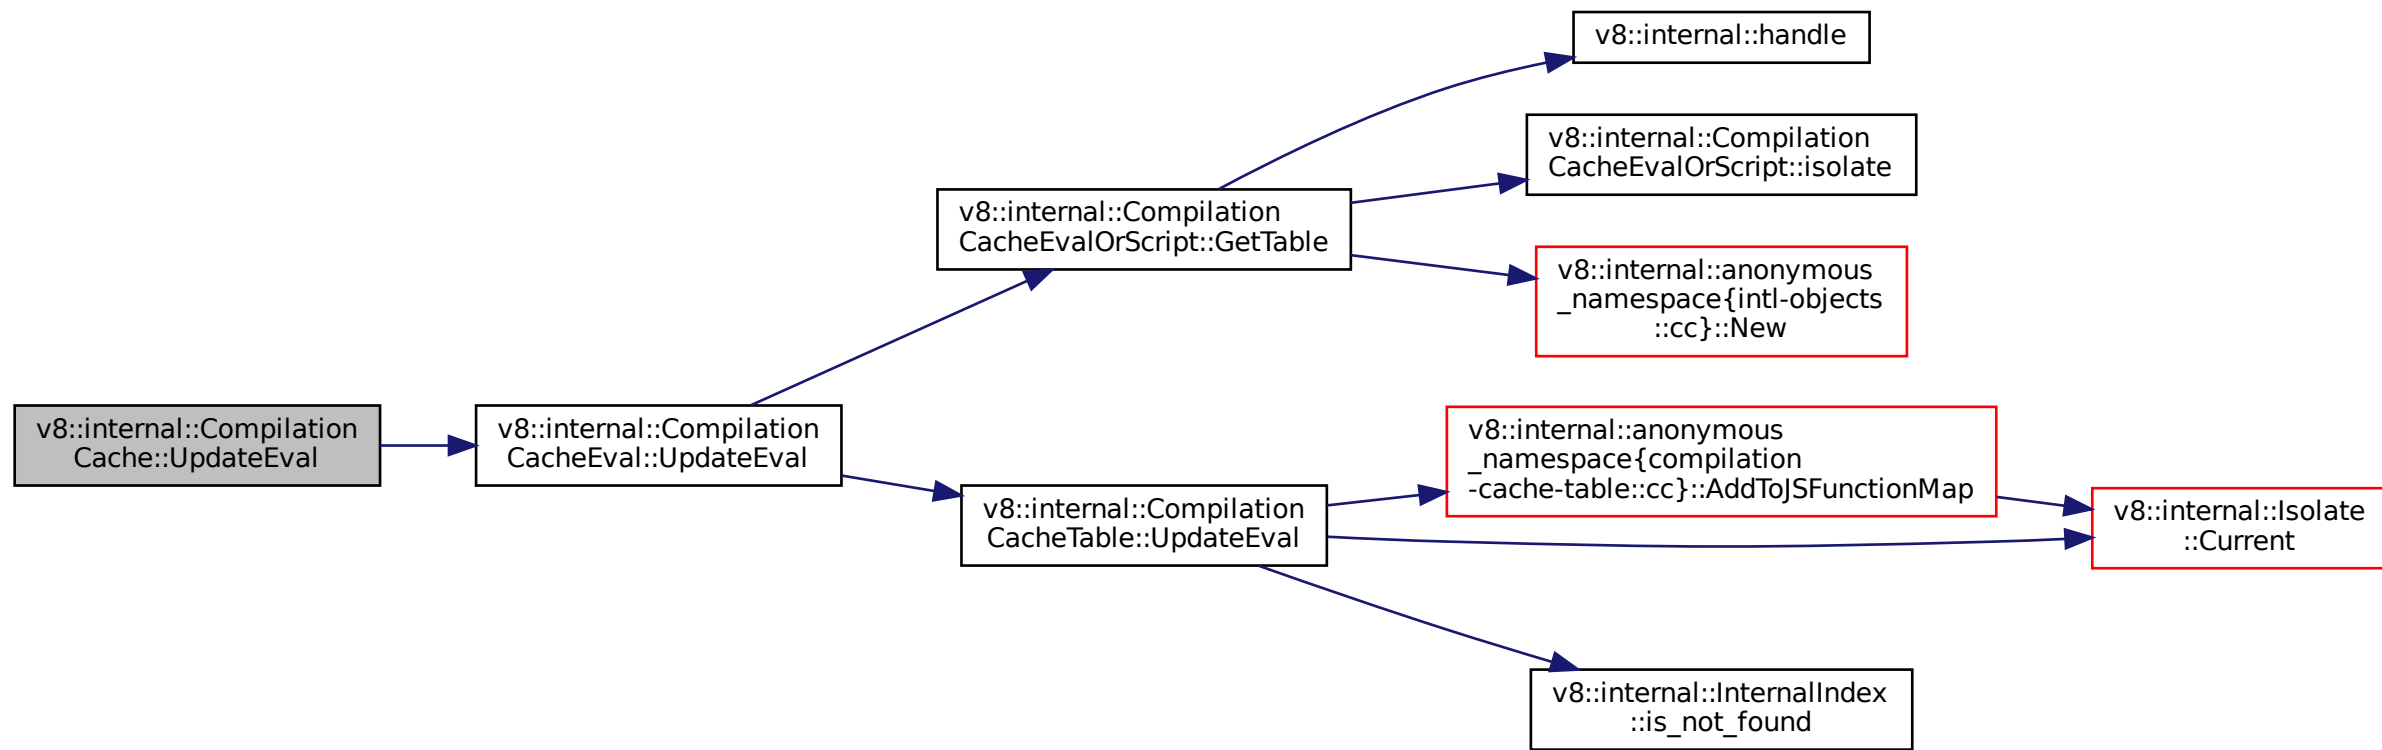 v8::internal::handle
v8::internal::Compilation
CacheEvalOrScript::isolate
v8::internal::Compilation
CacheEvalOrScript::GetTable
v8::internal::anonymous
_namespace{intl-objects
::cc}::New
v8::internal::Compilation
Cache::UpdateEval
v8::internal::Compilation
CacheEval::UpdateEval
v8::internal::anonymous
_namespace{compilation
-cache-table::cc}::AddToJSFunctionMap
v8::internal::Compilation
CacheTable::UpdateEval
v8::internal::Isolate
::Current
v8::internal::InternalIndex
::is_not_found